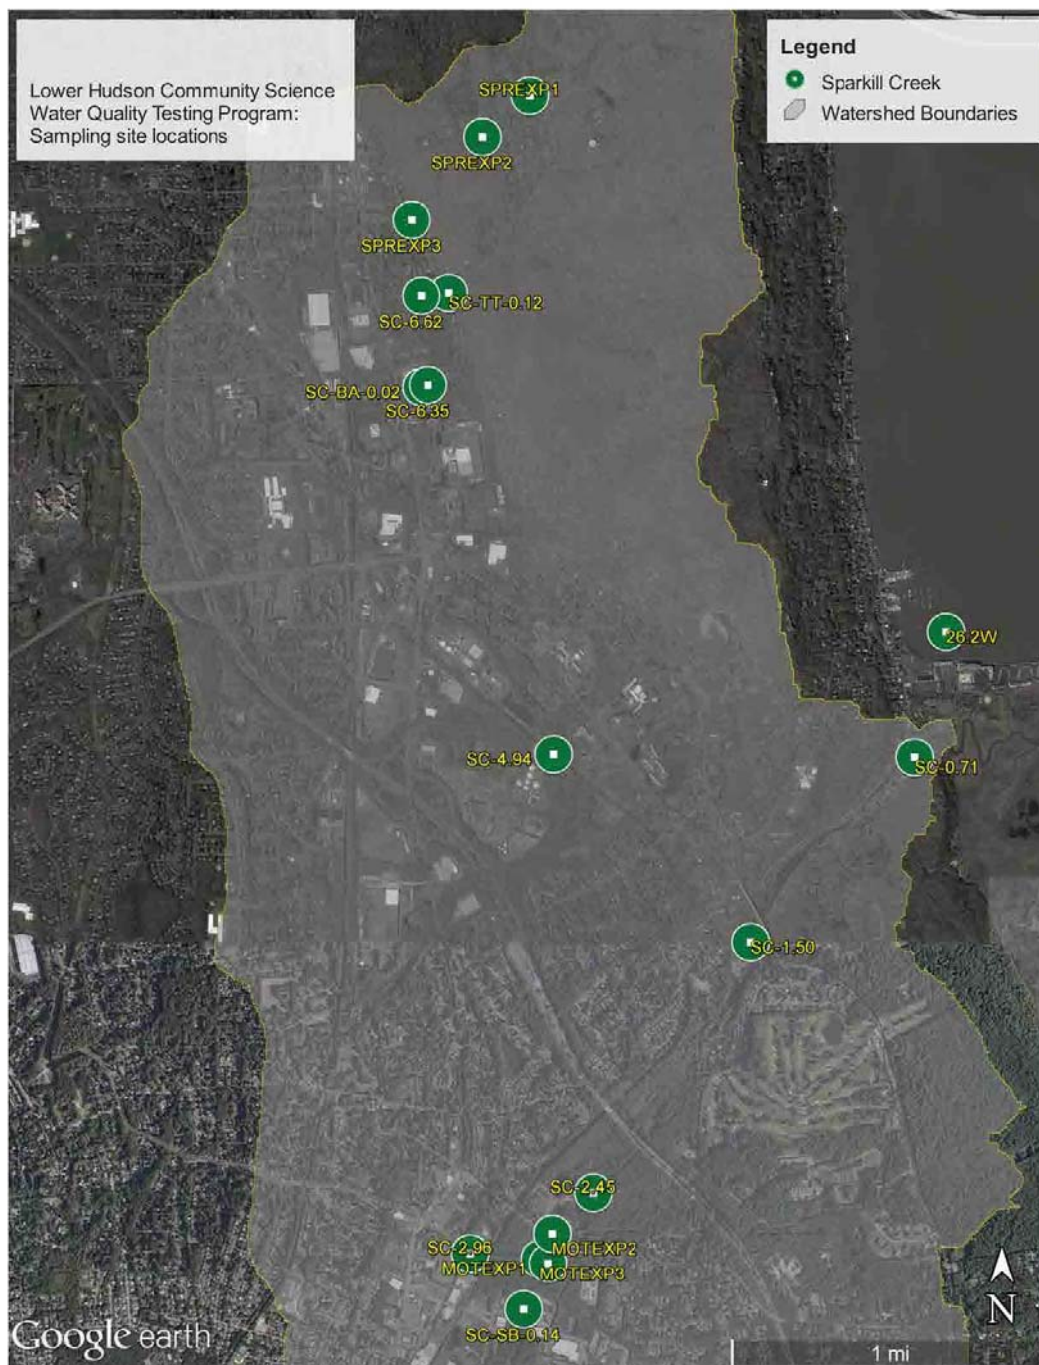 Lower Hudson Community Science
Water Quality Testing Program:
Sampling site locations
Legend
Sparkill Creek
Watershed Boundaries
SPREXP1
SPREXP2
SPREXP3
SC-TT-0.12
SC-6.62
SC-BA-0.02
SC-6.35
26.2W
SC-4.94
SC-0.71
SC-1.50
SC-2.45
SC-2.96
MOTEXP2
MOTEXP1
MOTEXP3
SC-SB-0.14
N
Google earth
1 mi